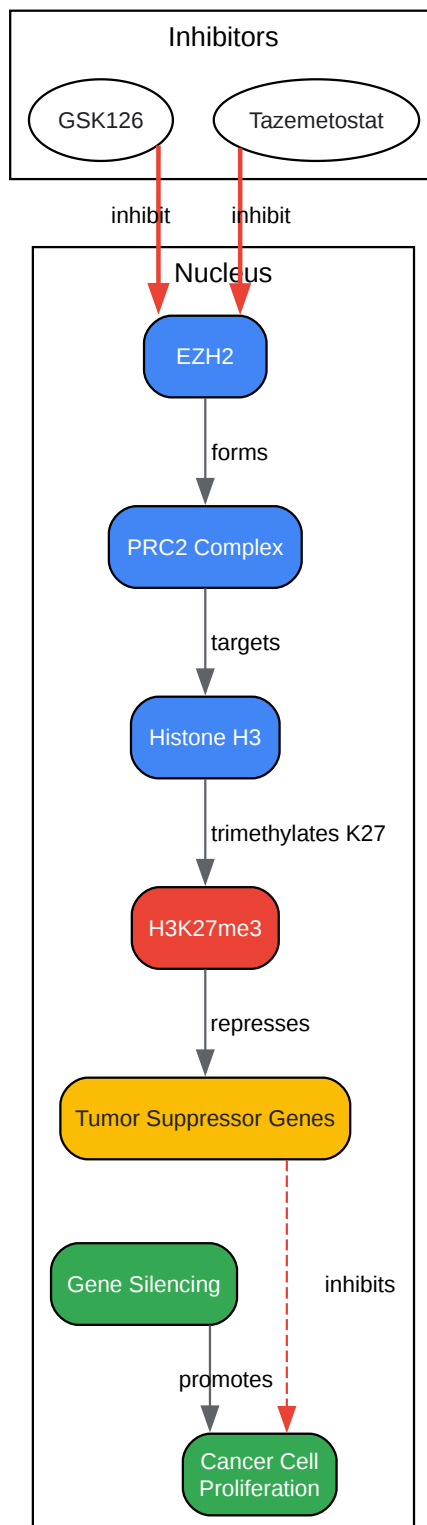 Inhibitors
GSK126
Tazemetostat
inhibit
inhibit
Nucleus
EZH2
forms
PRC2 Complex
targets
Histone H3
trimethylates K27
H3K27me3
represses
Tumor Suppressor Genes
Gene Silencing
inhibits
promotes
Cancer Cell
Proliferation